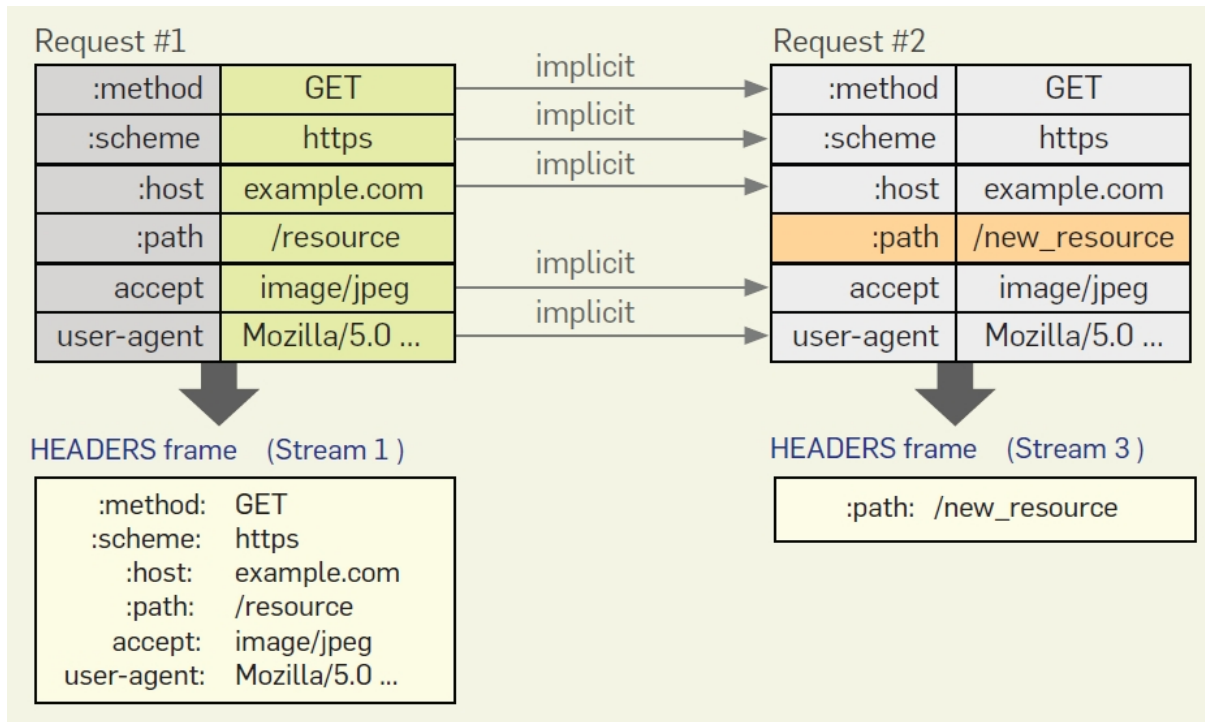 Request #1
:method GET
:scheme https
:host example.com
:path /resource
accept image/jpeg
user-agent Mozilla/5.0 ...
implicit
implicit
implicit
implicit
implicit
Request #2
:method GET
:scheme https
:host example.com
:path /new_resource
accept image/jpeg
user-agent Mozilla/5.0 ...
HEADERS frame (Stream 1 )
:method: GET
:scheme: https
:host: example.com
:path: /resource
accept: image/jpeg
user-agent: Mozilla/5.0 ...
HEADERS frame (Stream 3 )
:path: /new_resource